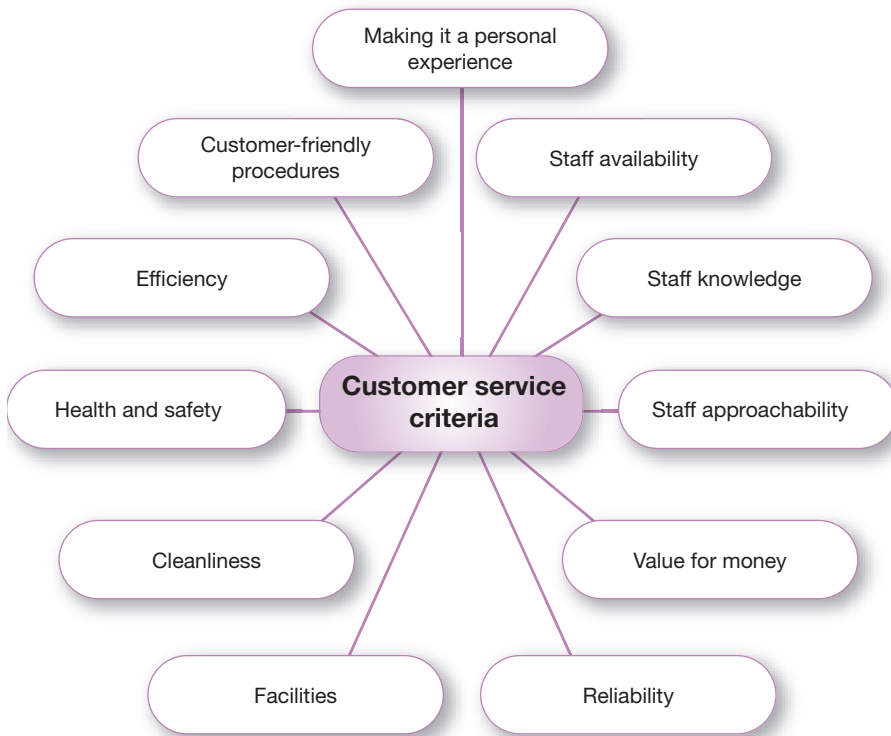 Making it a personal
experience
Customer-friendly
procedures
Staff availability
Efficiency
Staff knowledge
Customer service
criteria
Health and safety
Staff approachability
Cleanliness
Value for money
Facilities
Reliability